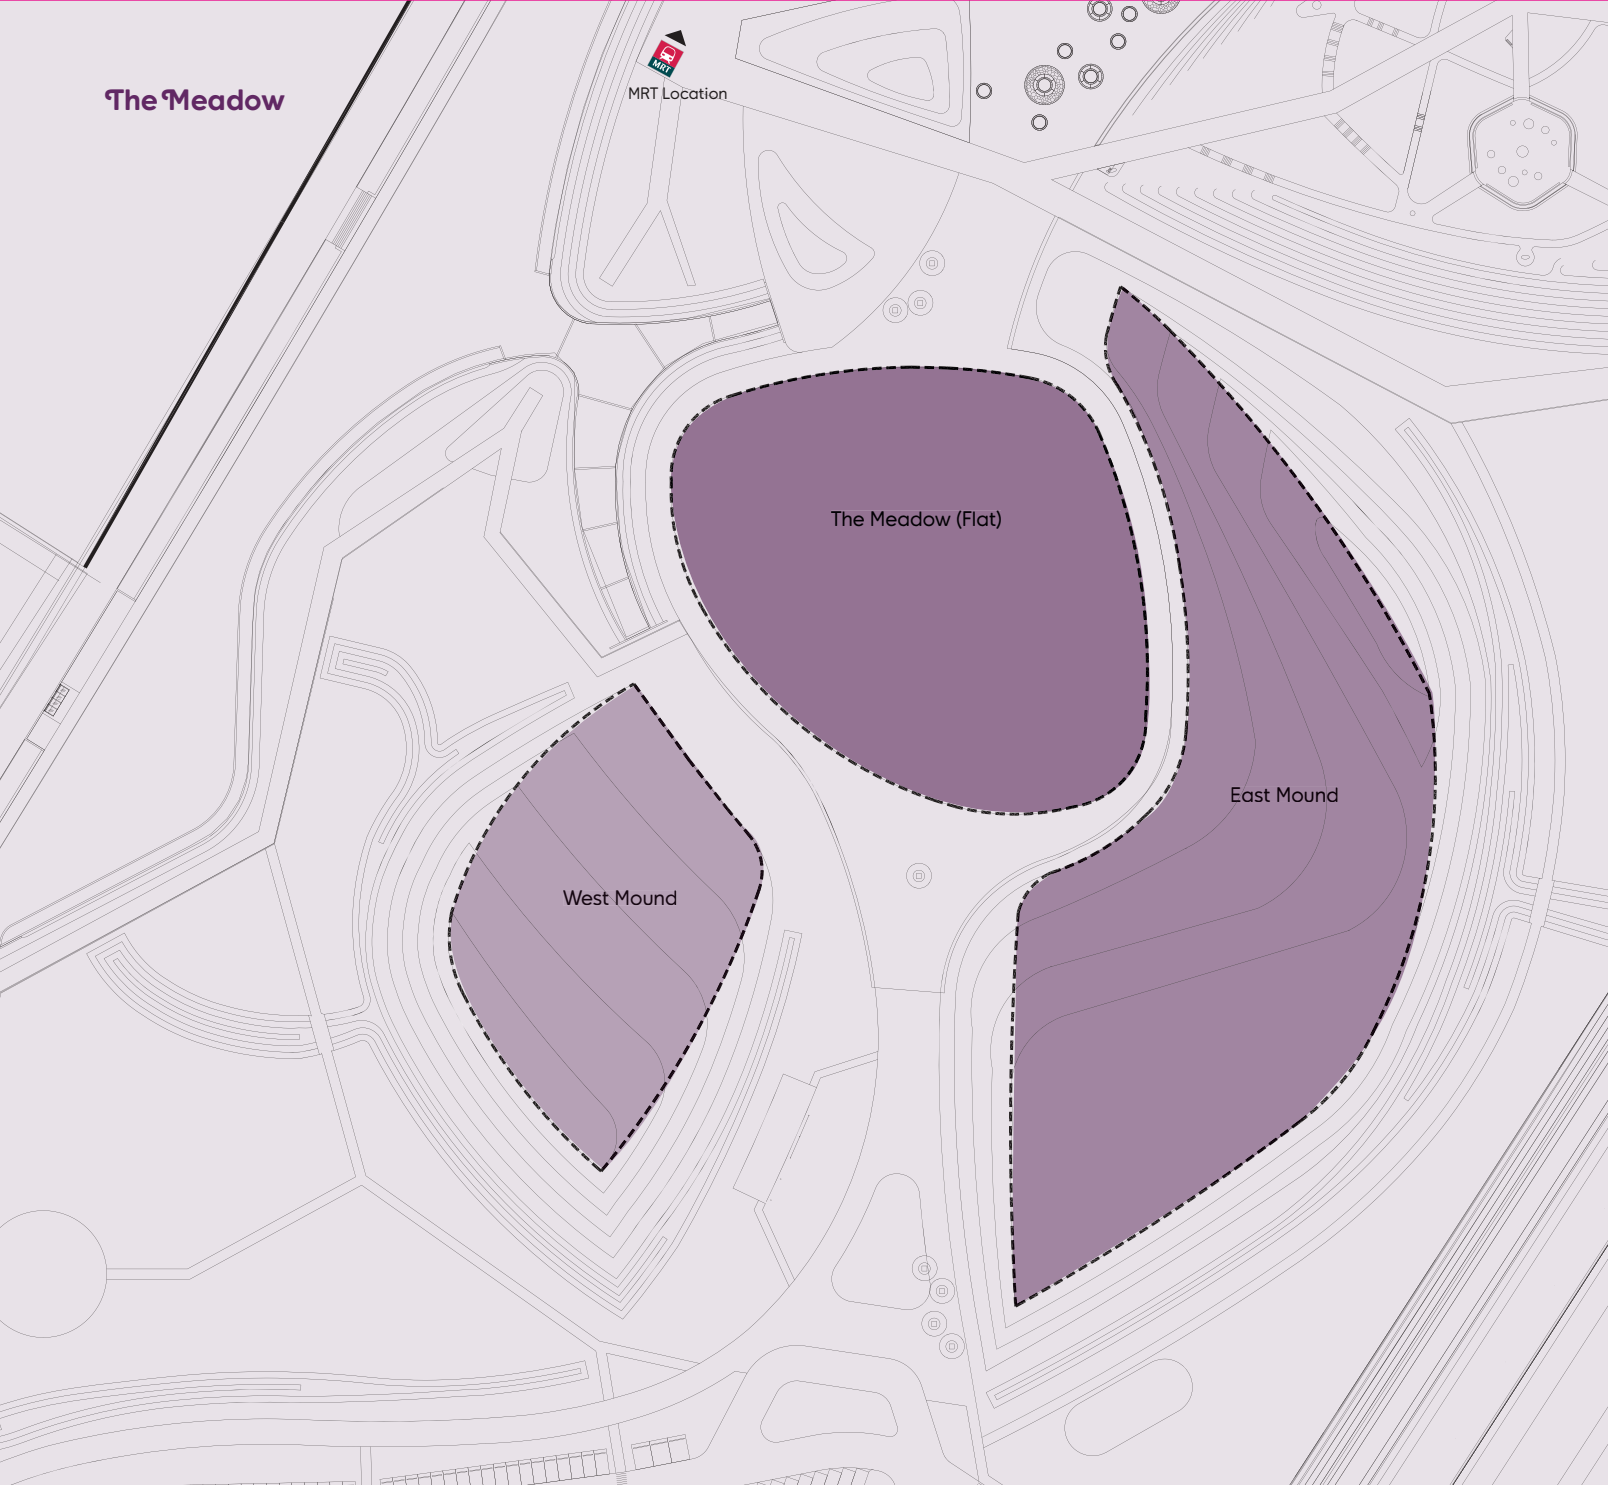 The Meadow
MRT
MRT Location
The Meadow (Flat)
East Mound
West Mound